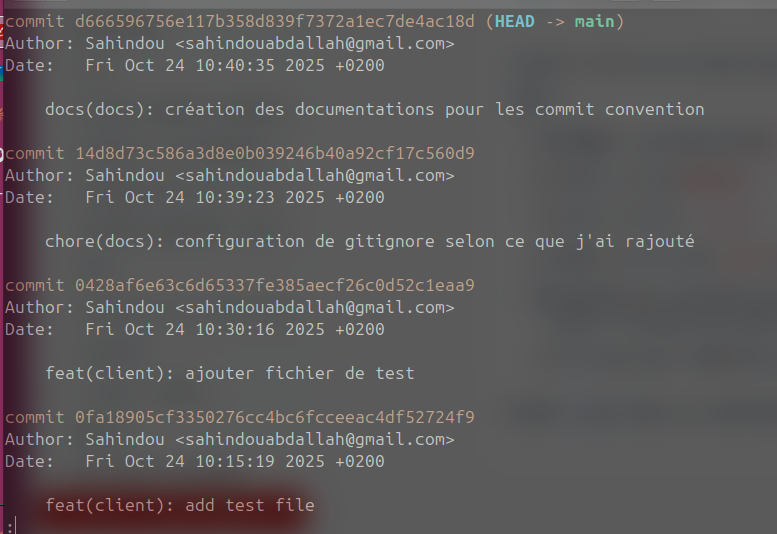 commit d666596756e117b358d839f7372a1ec7de4ac18d (HEAD -> main)
Author: Sahindou <sahindouabdallah@gmail.com>
Date:   Fri Oct 24 10:40:35 2025 +0200
docs(docs): création des documentations pour les commit convention
commit 14d8d73c586a3d8e0b039246b40a92cf17c560d9
Author: Sahindou <sahindouabdallah@gmail.com>
Date:   Fri Oct 24 10:39:23 2025 +0200
chore(docs): configuration de gitignore selon ce que j'ai rajouté
commit 0428af6e63c6d65337fe385aecf26c0d52c1eaa9
Author: Sahindou <sahindouabdallah@gmail.com>
Date:   Fri Oct 24 10:30:16 2025 +0200
feat(client): ajouter fichier de test
commit 0fa18905cf3350276cc4bc6fcceeac4df52724f9
Author: Sahindou <sahindouabdallah@gmail.com>
Date:   Fri Oct 24 10:15:19 2025 +0200
feat(client): add test file
: